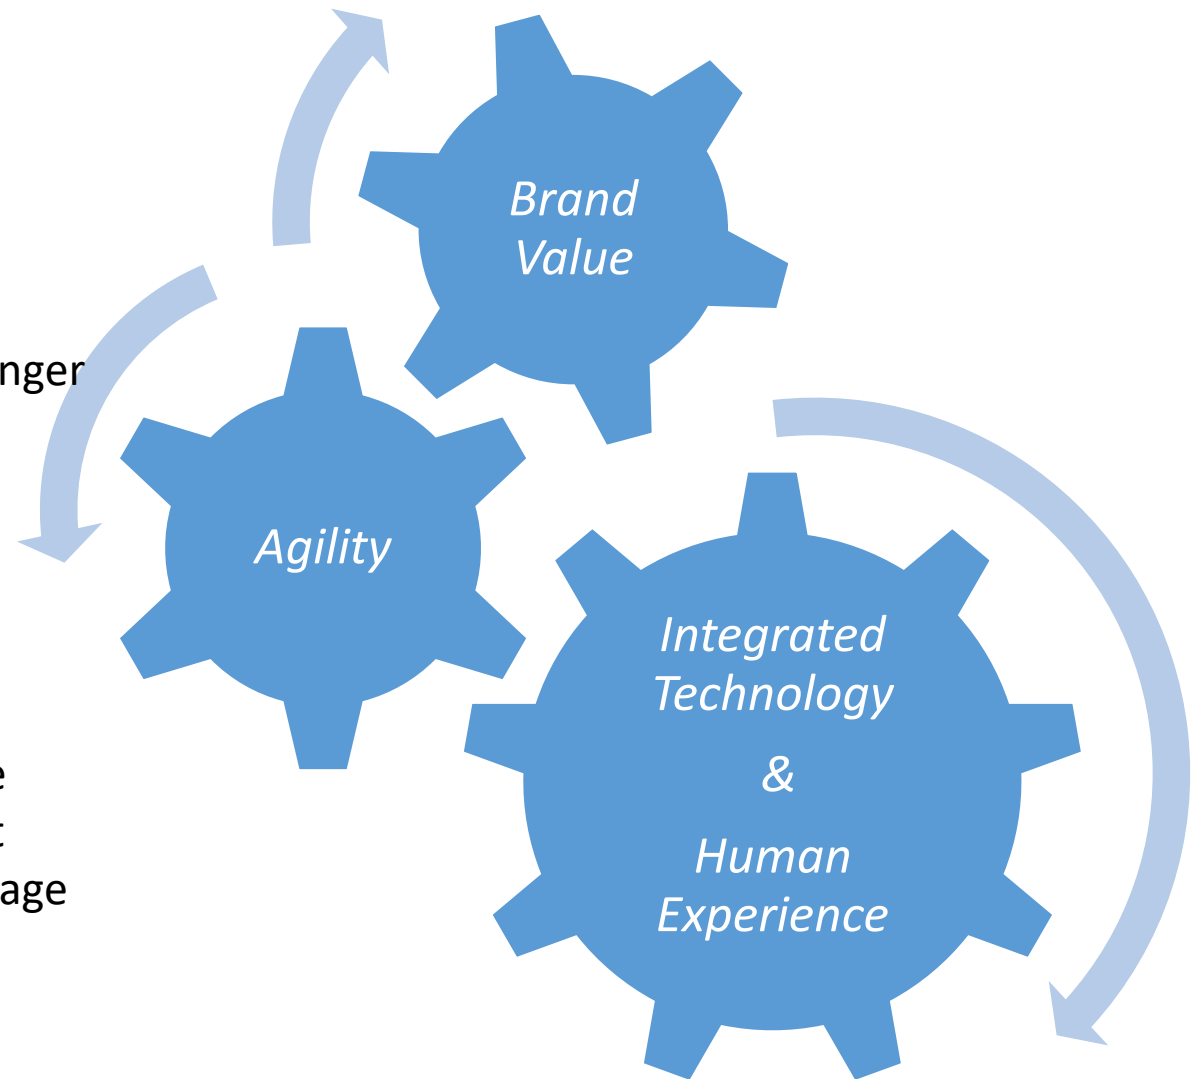 Brand
Value
nger
Agility
Integrated
Technology
&
Human
Experience
e
t
age